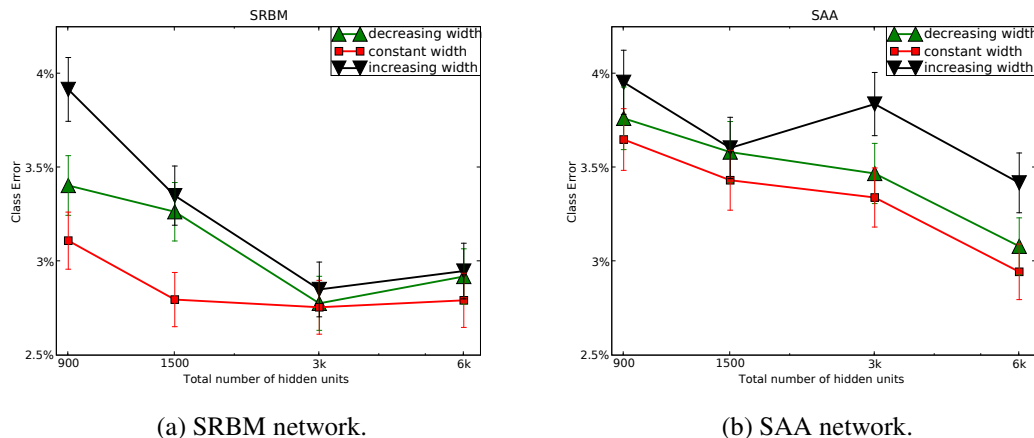 SRBM
decreasing width
constant width
increasing width
4%
3.5%
3%
2.5%
Class Error
900 1500 3k 6k
Total number of hidden units
(a) SRBM network.
SAA
decreasing width
constant width
increasing width
4%
3.5%
3%
2.5%
Class Error
900 1500 3k 6k
Total number of hidden units
(b) SAA network.